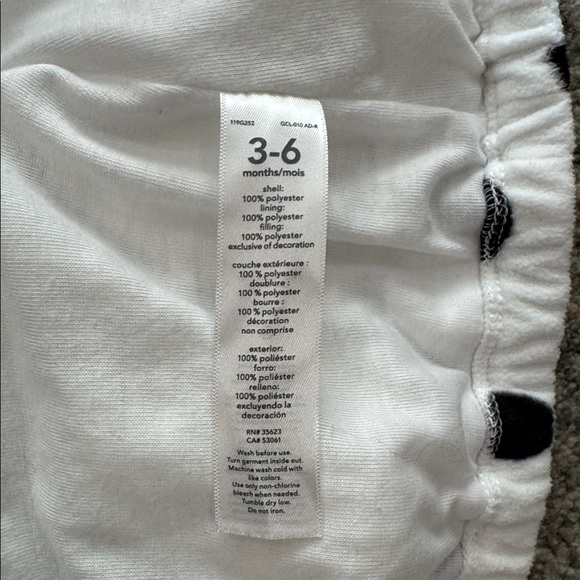 119G252 GCL-010 AD-R
3-6
months/mois
shell:
100% polyester
lining:
100% polyester
filling:
100% polyester
exclusive of decoration
couche extérieure :
100 % polyester
doublure :
100 % polyester
bourre :
100 % polyester
décoration
non comprise
exterior:
100% poliéster
forro:
100% poliéster
relleno:
100% poliéster
excluyendo la
decoración
RN# 35623
CA# 53061
Wash before use.
Turn garment inside out.
Machine wash cold with
like colors.
Use only non-chlorine
bleach when needed.
Tumble dry low.
Do not iron.